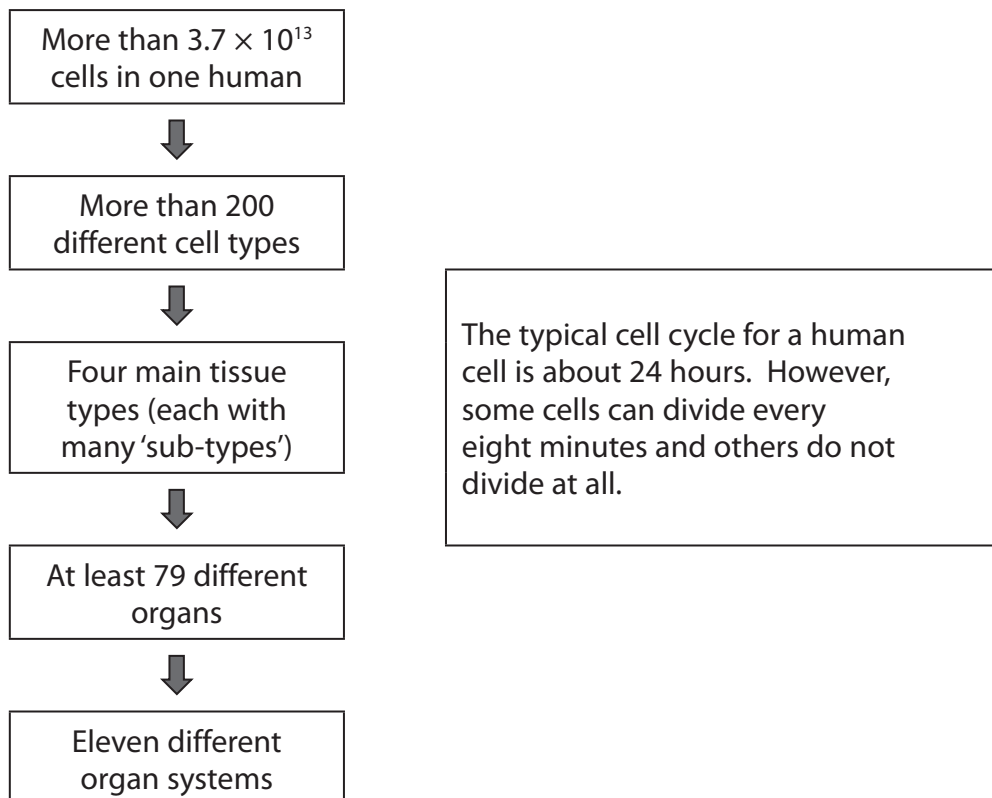 More than 3.7 × 10¹³
cells in one human
More than 200
different cell types
Four main tissue
types (each with
many ‘sub-types’)
At least 79 different
organs
Eleven different
organ systems
The typical cell cycle for a human
cell is about 24 hours.  However,
some cells can divide every
eight minutes and others do not
divide at all.